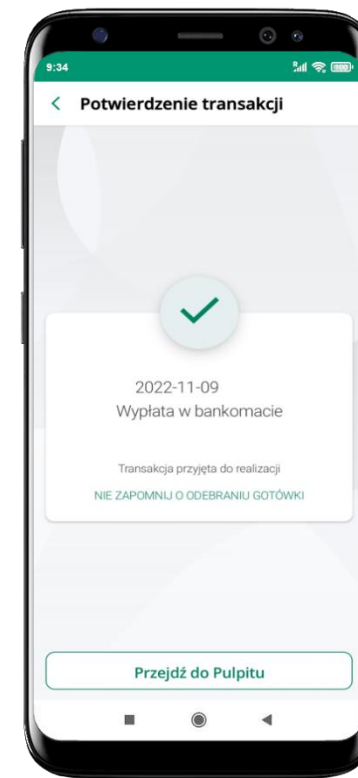 9:34
Potwierdzenie transakcji
2022-11-09
Wypłata w bankomacie
Transakcja przyjęta do realizacji
NIE ZAPOMNIJ O ODEBRANIU GOTÓWKI
Przejdź do Pulpitu